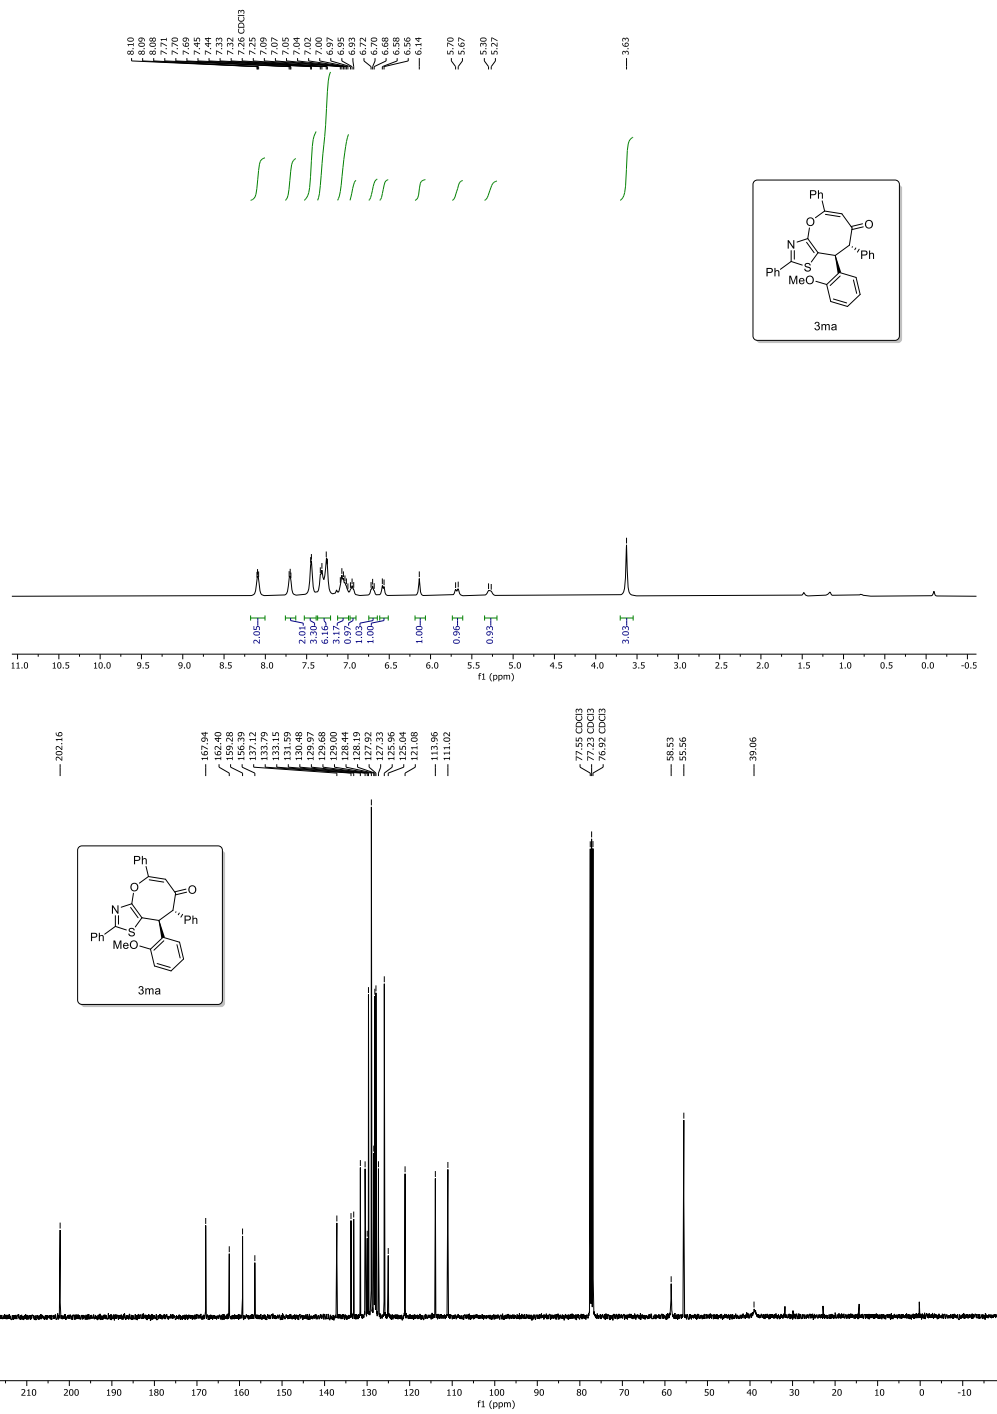 8.10
8.09
8.08
7.71
7.70
7.69
7.45
7.44
7.33
7.32
7.26 CDCl3
7.25
7.09
7.07
7.05
7.04
7.02
7.00
6.97
6.95
6.93
6.72
6.70
6.68
6.58
6.56
6.14
5.70
5.67
5.30
5.27
3.63
Ph
O
O
N
Ph
S
Ph
MeO
3ma
2.05
2.01
3.30
6.16
3.17
0.97
1.03
1.00
1.00
0.96
0.93
3.03
11.0 10.5 10.0 9.5 9.0 8.5 8.0 7.5 7.0 6.5 6.0 5.5 5.0 4.5 4.0 3.5 3.0 2.5 2.0 1.5 1.0 0.5 0.0 -0.5
f1 (ppm)
202.16
167.94
162.40
159.28
156.39
137.12
133.79
133.15
131.59
130.48
129.97
129.68
129.00
128.44
128.19
127.92
127.33
125.96
125.04
121.08
113.96
111.02
77.55 CDCl3
77.23 CDCl3
76.92 CDCl3
58.53
55.56
39.06
Ph
O
O
N
Ph
S
Ph
MeO
3ma
210 200 190 180 170 160 150 140 130 120 110 100 90 80 70 60 50 40 30 20 10 0 -10
f1 (ppm)